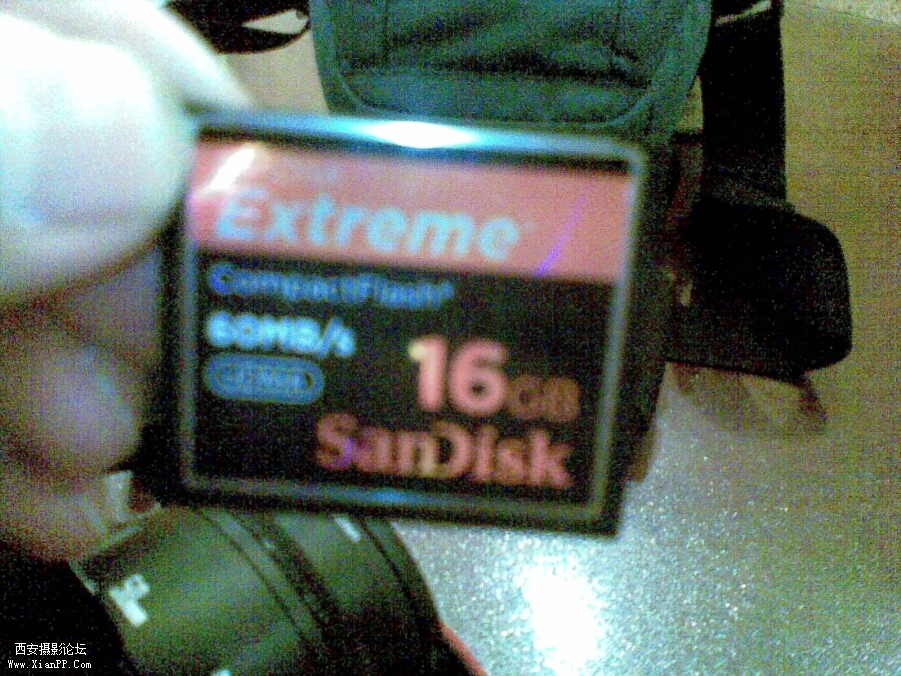 Extreme
CompactFlash®
60MB/s
16GB
SanDisk
西安摄影论坛
Www.XianPP.Com